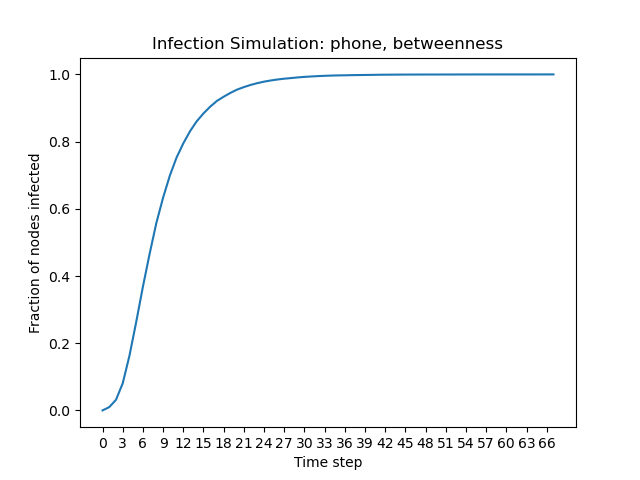 Infection Simulation: phone, betweenness
Fraction of nodes infected
1.0
0.8
0.6
0.4
0.2
0.0
0 3 6 9 12 15 18 21 24 27 30 33 36 39 42 45 48 51 54 57 60 63 66
Time step